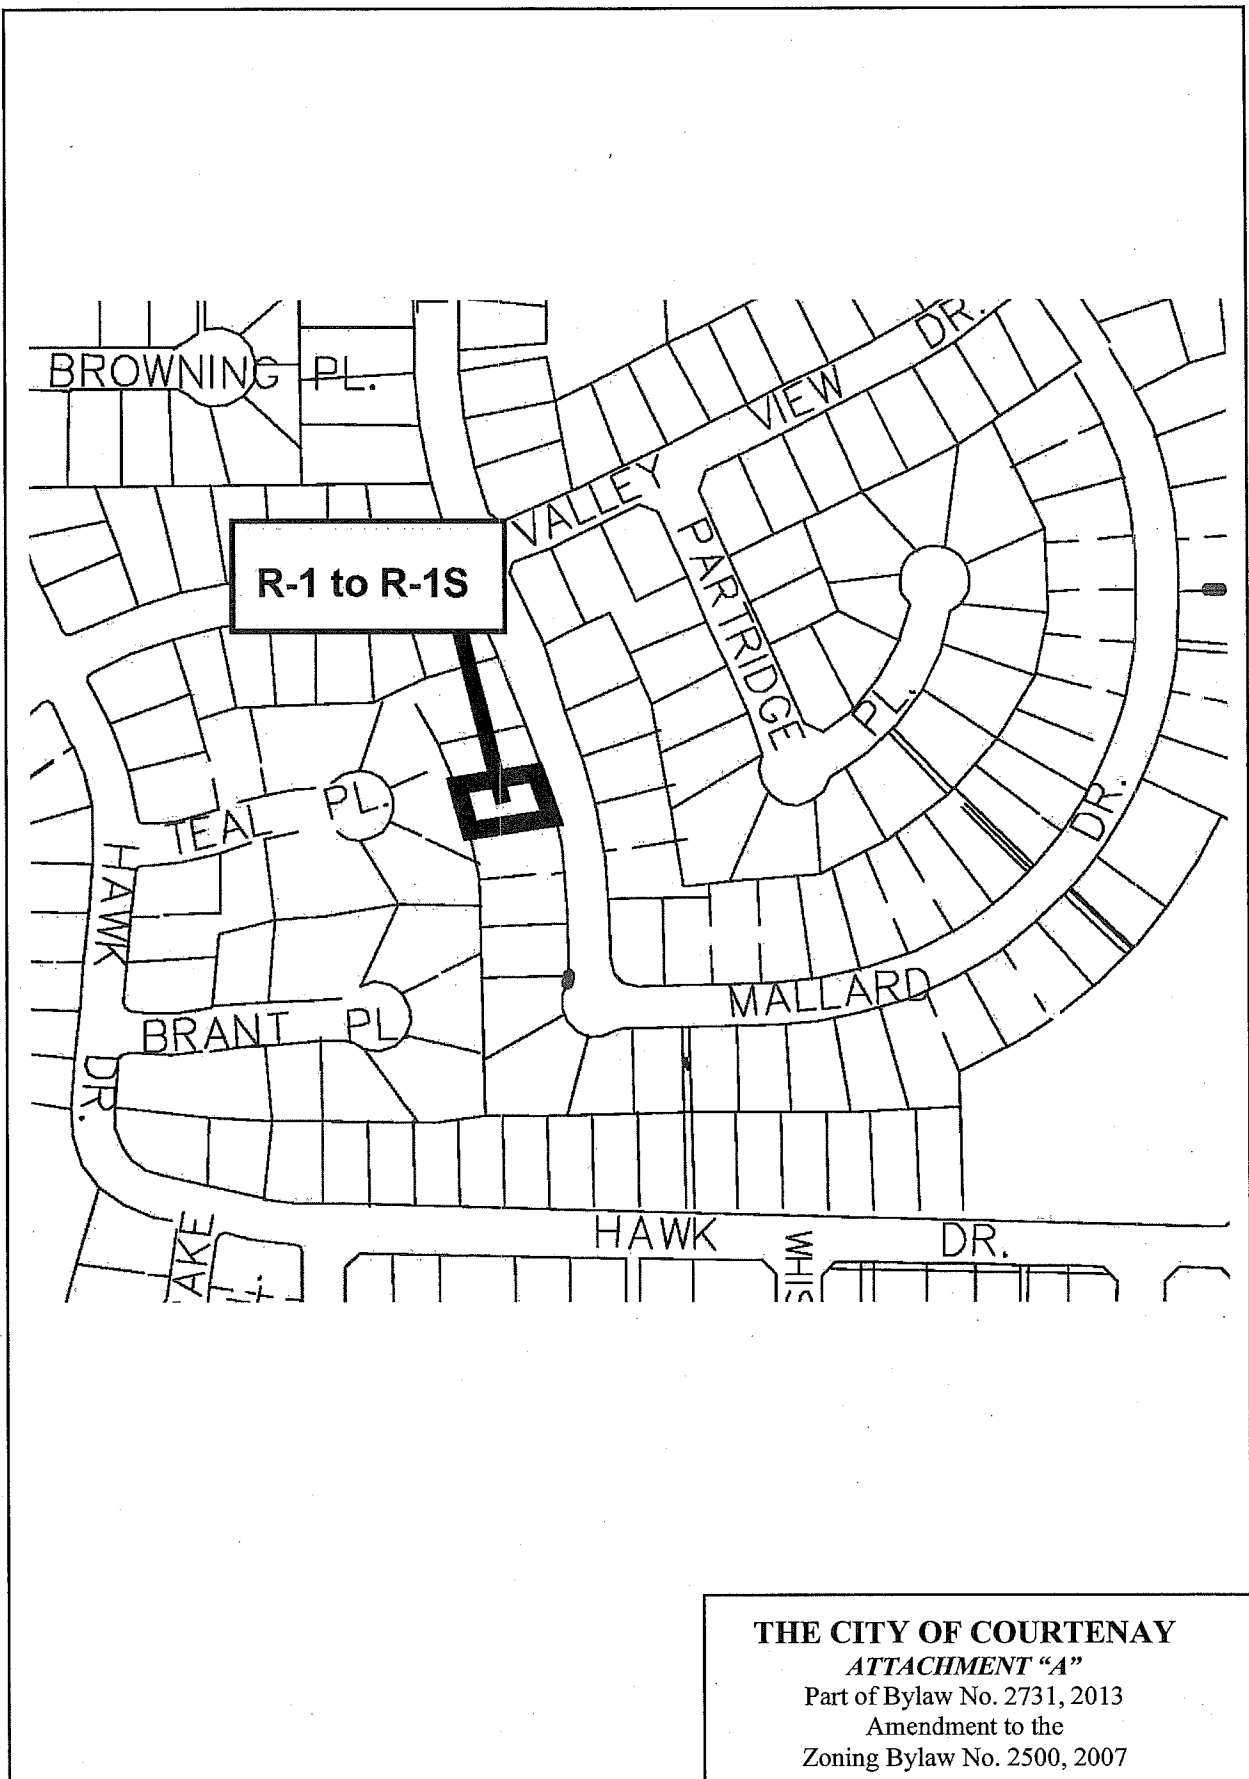 BROWNING PL.
VALLEY VIEW DR.
R-1 to R-1S
PARTRIDGE PL.
TEAL PL.
HAWK DR.
MALLARD DR.
BRANT PL
HAWK DR.
WHIS
AKE
THE CITY OF COURTENAY
ATTACHMENT “A”
Part of Bylaw No. 2731, 2013
Amendment to the
Zoning Bylaw No. 2500, 2007